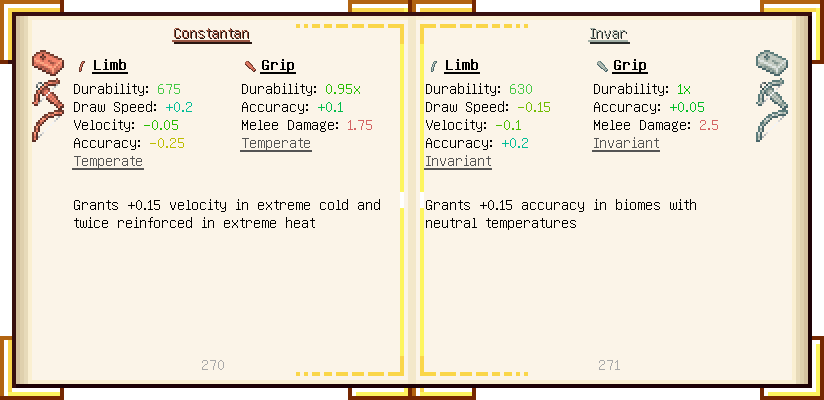 Constantan
Limb
Durability: 675
Draw Speed: +0.2
Velocity: -0.05
Accuracy: -0.25
Temperate
Grip
Durability: 0.95x
Accuracy: +0.1
Melee Damage: 1.75
Temperate
Grants +0.15 velocity in extreme cold and
twice reinforced in extreme heat
270
Invar
Limb
Durability: 630
Draw Speed: -0.15
Velocity: -0.1
Accuracy: +0.2
Invariant
Grip
Durability: 1x
Accuracy: +0.05
Melee Damage: 2.5
Invariant
Grants +0.15 accuracy in biomes with
neutral temperatures
271